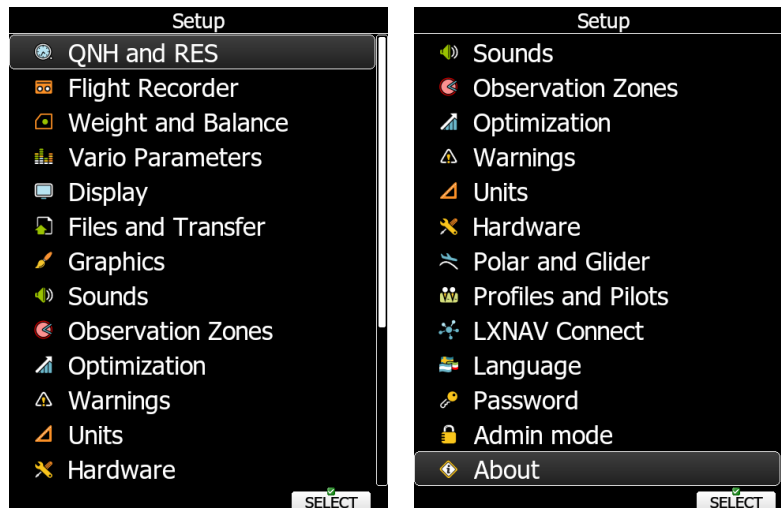 Setup
QNH and RES
Flight Recorder
Weight and Balance
Vario Parameters
Display
Files and Transfer
Graphics
Sounds
Observation Zones
Optimization
Warnings
Units
Hardware
SELECT
Setup
Sounds
Observation Zones
Optimization
Warnings
Units
Hardware
Polar and Glider
Profiles and Pilots
LXNAV Connect
Language
Password
Admin mode
About
SELECT